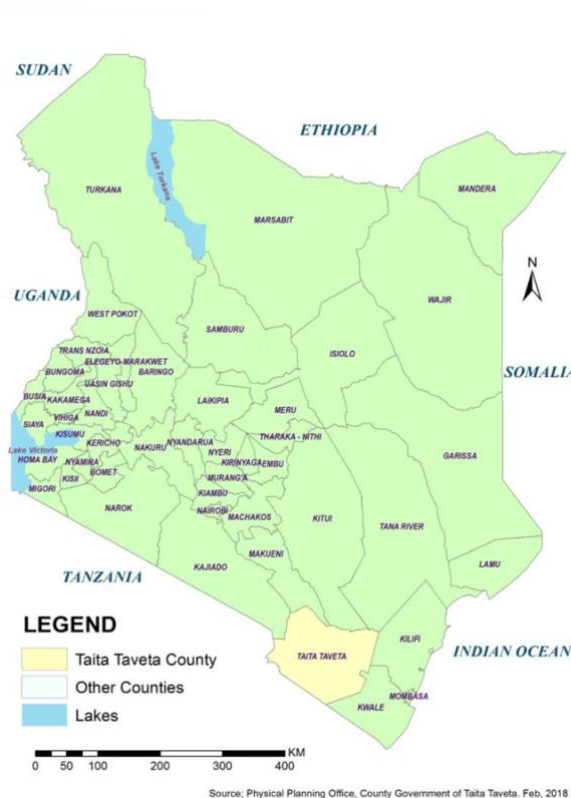 SUDAN
ETHIOPIA
MANDERA
Lake Turkana
TURKANA
MARSABIT
N
UGANDA
WAJIR
WEST POKOT
SAMBURU
ISIOLO
TRANS NZOIA
ELEGEYG-MARAKWET
BUNGOMA
BARINGO
SOMALIA
UASIN GISHU
BUSIA
KAKAMEGA
LAIKIPIA
MERU
VIHIGA
NANDI
SIAYA
KISUMU
THARAKA - NITHI
KERICHO
NAKURU
NYANDARUA
Lake Victoria
NYERI
GARISSA
HOMA BAY
NYAMIRA
KIRINYAGA
EMBU
BOMET
KISII
MURANG'A
MIGORI
KIAMBU
NAROK
NAIROBI
MACHAKOS
KITUI
TANA RIVER
MAKUENI
LAMU
KAJIADO
TANZANIA
LEGEND
KILIFI
INDIAN OCEAN
TAITA TAVETA
Taita Taveta County
Other Counties
MOMBASA
KWALE
Lakes
KM
0 50 100 200 300 400
Source; Physical Planning Office, County Government of Taita Taveta. Feb, 2018